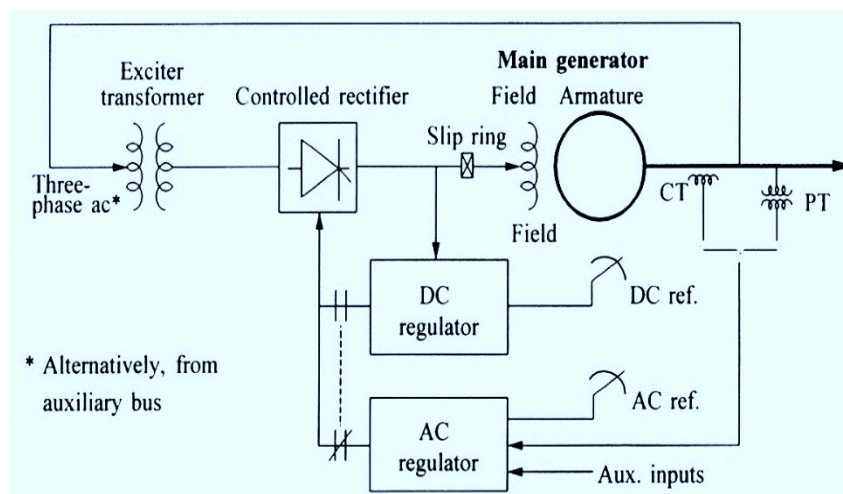 Main generator
Exciter
transformer
Controlled rectifier
Field
Armature
Slip ring
Three-
phase ac*
CT
PT
Field
DC
regulator
DC ref.
* Alternatively, from
auxiliary bus
AC
regulator
AC ref.
Aux. inputs